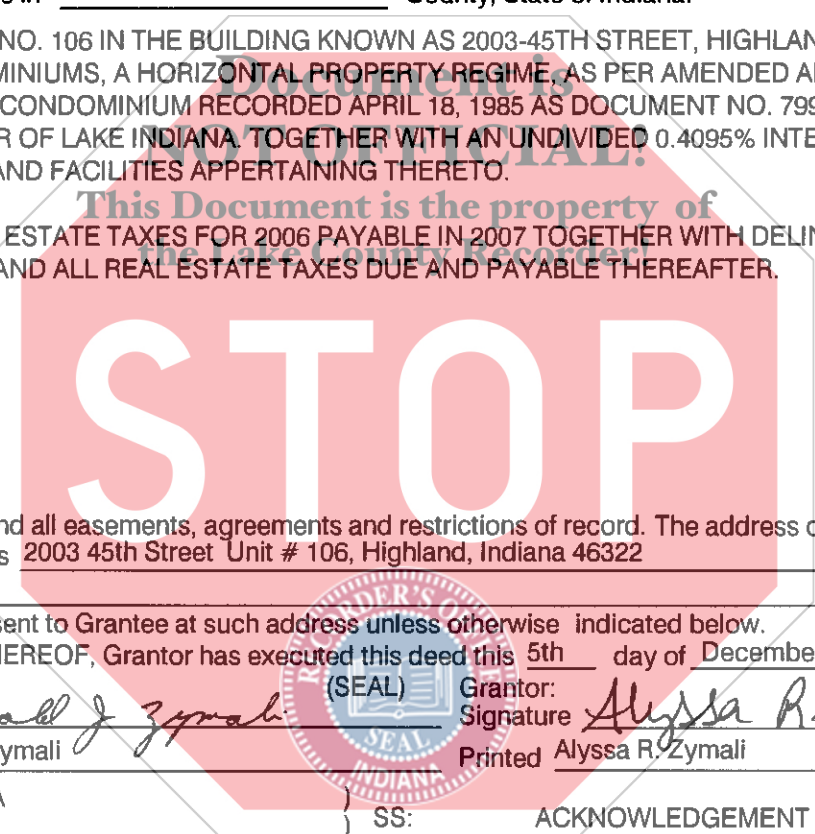 County, State of Indiana:
NO. 106 IN THE BUILDING KNOWN AS 2003-45TH STREET, HIGHLAN
MINIUMS, A HORIZONTAL PROPERTY REGIME, AS PER AMENDED A
Document is
CONDOMINIUM RECORDED APRIL 18, 1985 AS DOCUMENT NO. 799
R OF LAKE INDIANA. TOGETHER WITH AN UNDIVIDED 0.4095% INTE
NOT OFFICIAL!
AND FACILITIES APPERTAINING THERETO.
This Document is the property of
ESTATE TAXES FOR 2006 PAYABLE IN 2007 TOGETHER WITH DELIN
the Lake County Recorder!
AND ALL REAL ESTATE TAXES DUE AND PAYABLE THEREAFTER.
STOP
nd all easements, agreements and restrictions of record. The address o
s 2003 45th Street Unit # 106, Highland, Indiana 46322
sent to Grantee at such address unless otherwise indicated below.
HEREOF, Grantor has executed this deed this 5th day of Decembe
(SEAL) Grantor:
ald J Zymali Signature Alyssa R.
ymali Printed Alyssa R. Zymali
RECORDER'S OFFICE
SEAL
INDIANA
A ) SS: ACKNOWLEDGEMENT
)